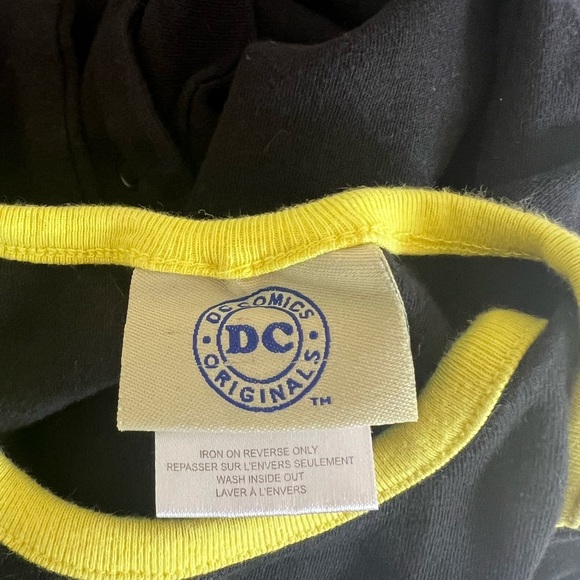 DC COMICS
DC
ORIGINALS
TM
IRON ON REVERSE ONLY
REPASSER SUR L'ENVERS SEULEMENT
WASH INSIDE OUT
LAVER À L'ENVERS